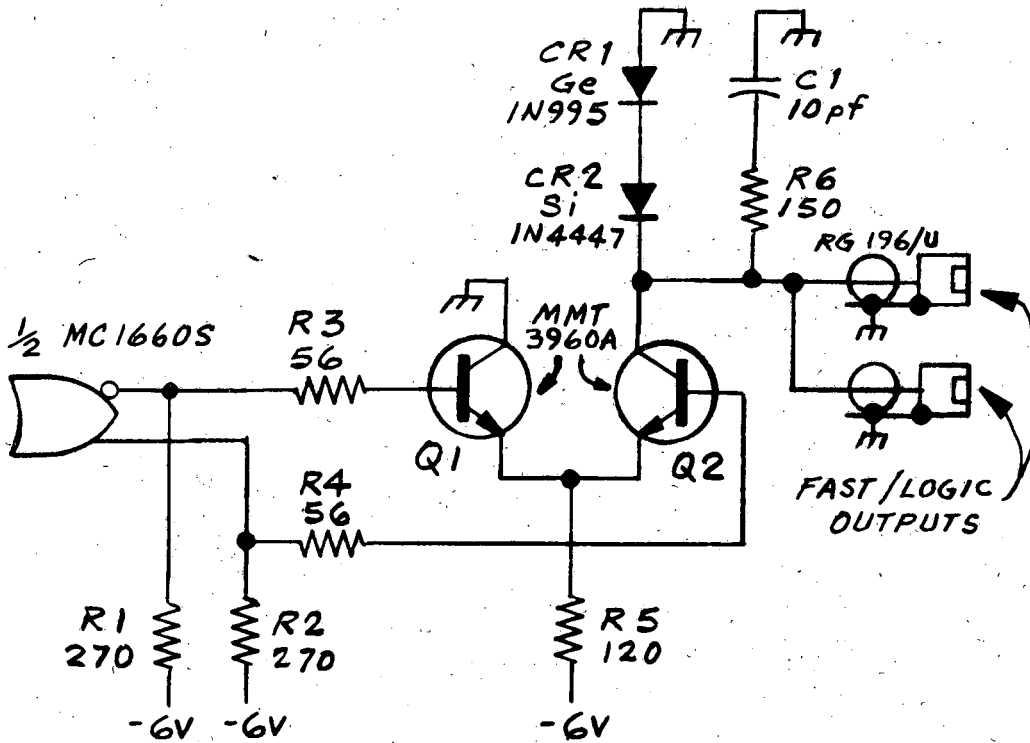 CR1
Ge
1N995
C1
10pf
CR2
Si
1N4447
R6
150
RG 196/U
½ MC1660S
R3
56
MMT
3960A
Q1
Q2
R4
56
FAST/LOGIC
OUTPUTS
R1
270
R2
270
R5
120
-6V
-6V
-6V